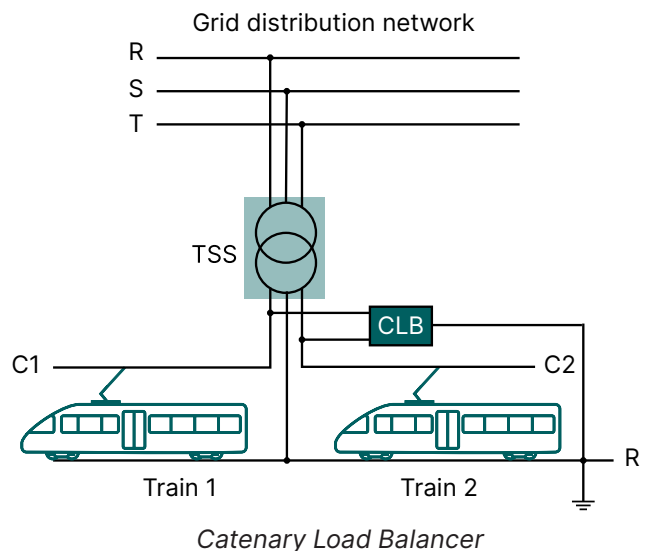 Grid distribution network
R
S
T
TSS
CLB
C1
C2
R
Train 1
Train 2
Catenary Load Balancer